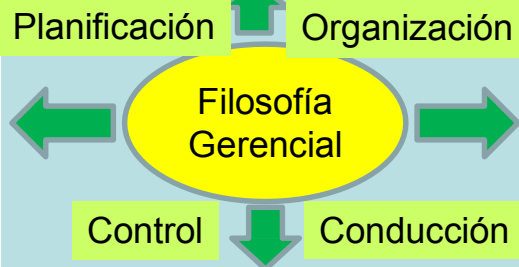 Planificación
Organización
Filosofía
Gerencial
Control
Conducción